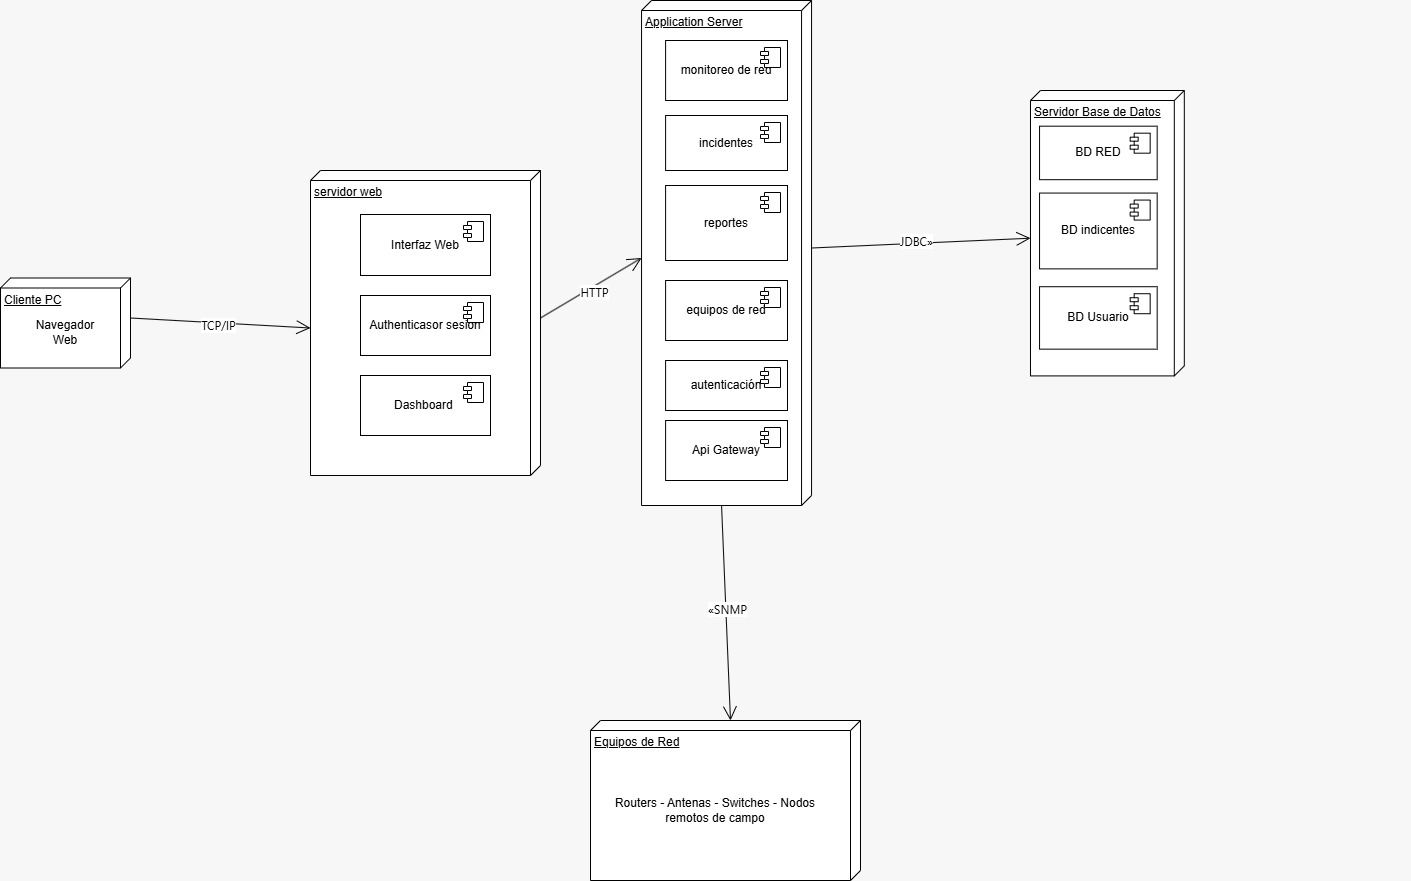 Cliente PC
Navegador
Web
TCP/IP
servidor web
Interfaz Web
Authenticasor sesion
Dashboard
HTTP
Application Server
monitoreo de red
incidentes
reportes
equipos de red
autenticación
Api Gateway
JDBC»
Servidor Base de Datos
BD RED
BD indicentes
BD Usuario
«SNMP
Equipos de Red
Routers - Antenas - Switches - Nodos
remotos de campo